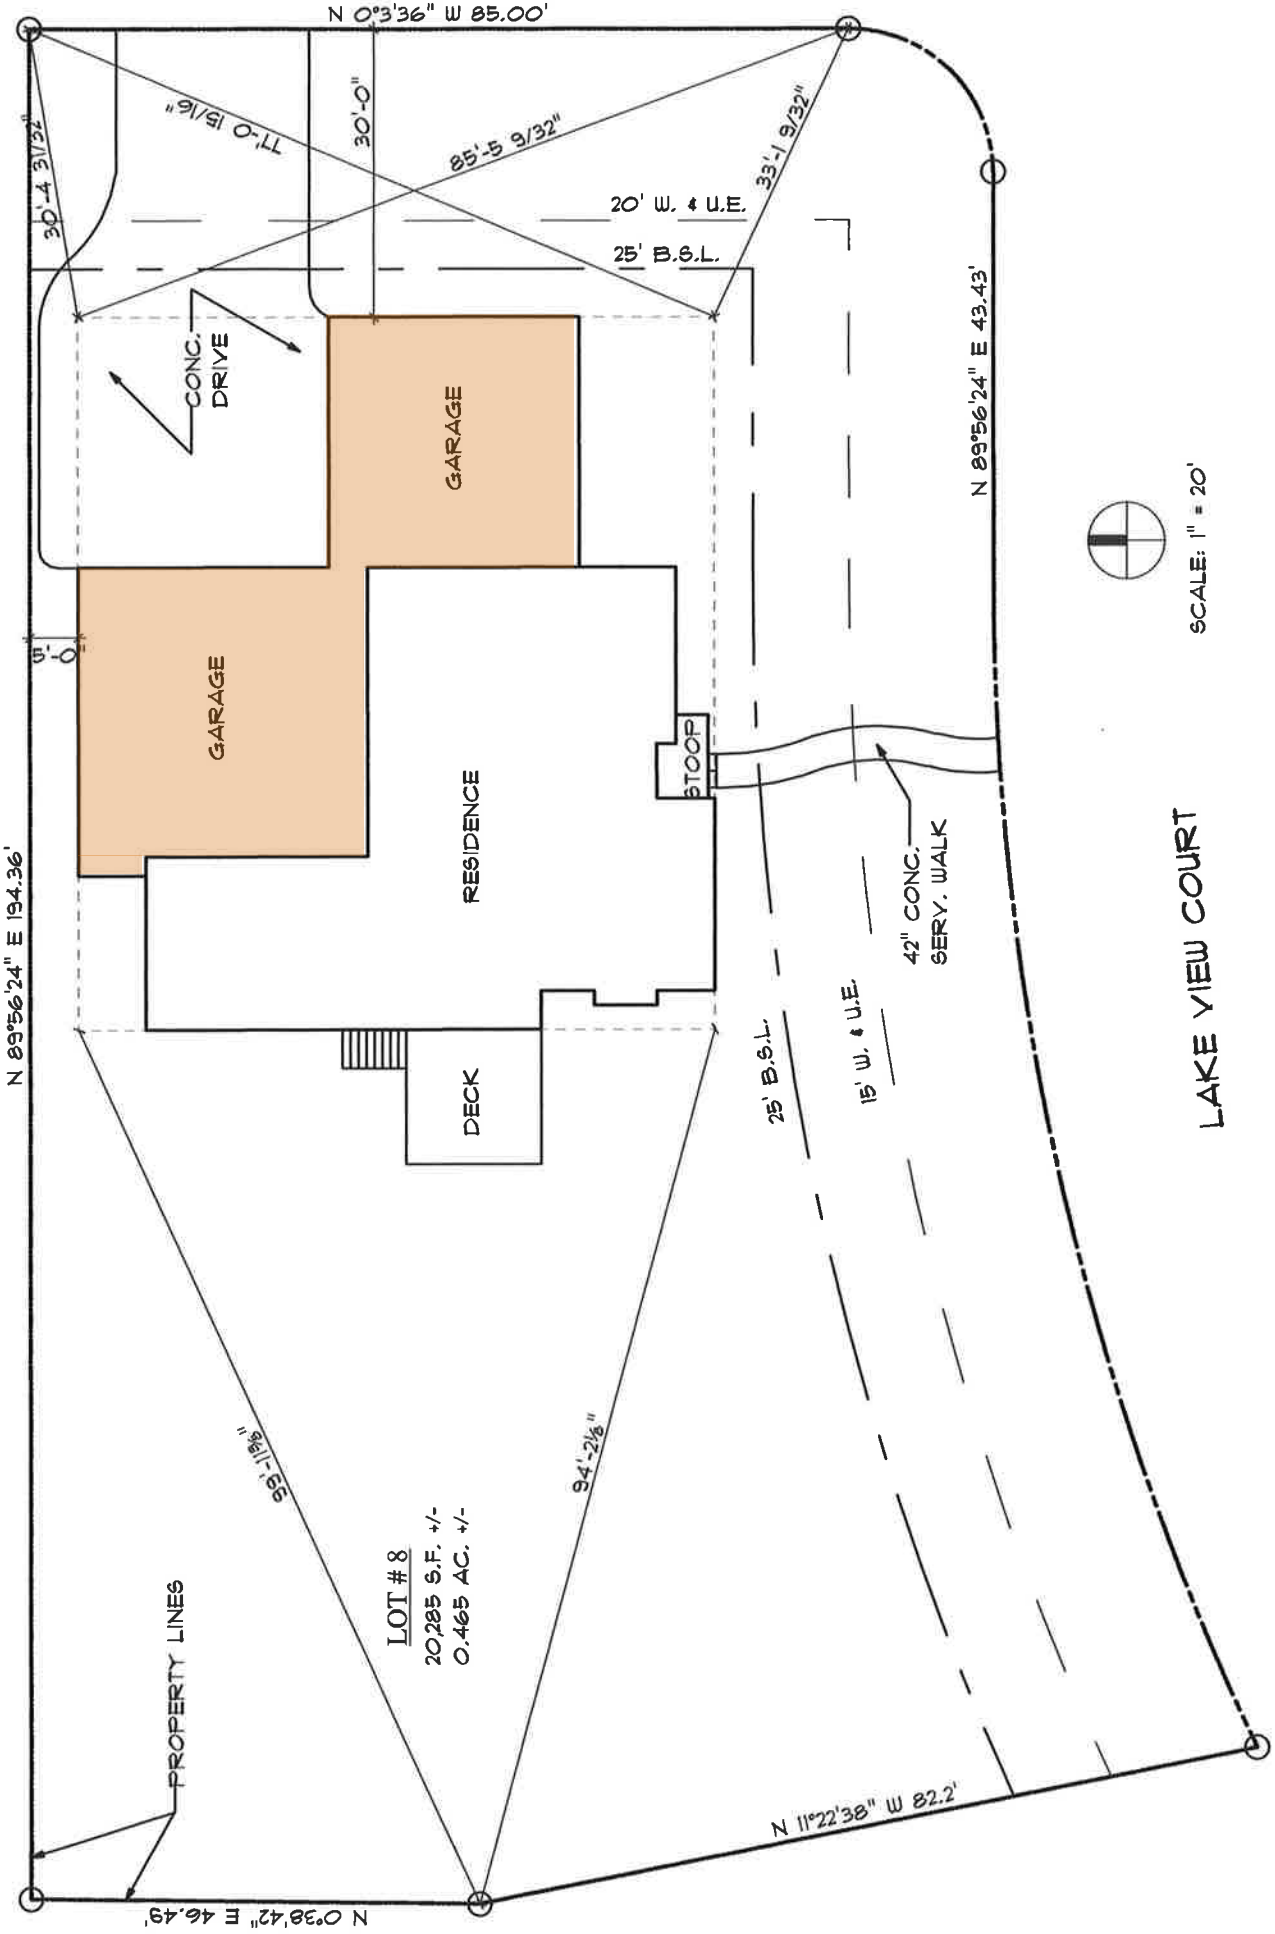 N 0°3'36" W 85.00'
30'-4 31/32"
77'-0 15/16"
30'-0"
85'-5 9/32"
33'-1 9/32"
20' W. & U.E.
25' B.S.L.
CONC.
DRIVE
GARAGE
N 89°56'24" E 43.43'
SCALE: 1" = 20'
5'-0"
GARAGE
STOOP
RESIDENCE
N 89°56'24" E 194.36'
42" CONC.
SERV. WALK
LAKE VIEW COURT
DECK
25' B.S.L.
15' W. & U.E.
99'-11⅜"
94'-2⅛"
LOT # 8
20,285 S.F. +/-
0.465 AC. +/-
PROPERTY LINES
N 11°22'38" W 82.2'
N 0°38'42" E 46.49'